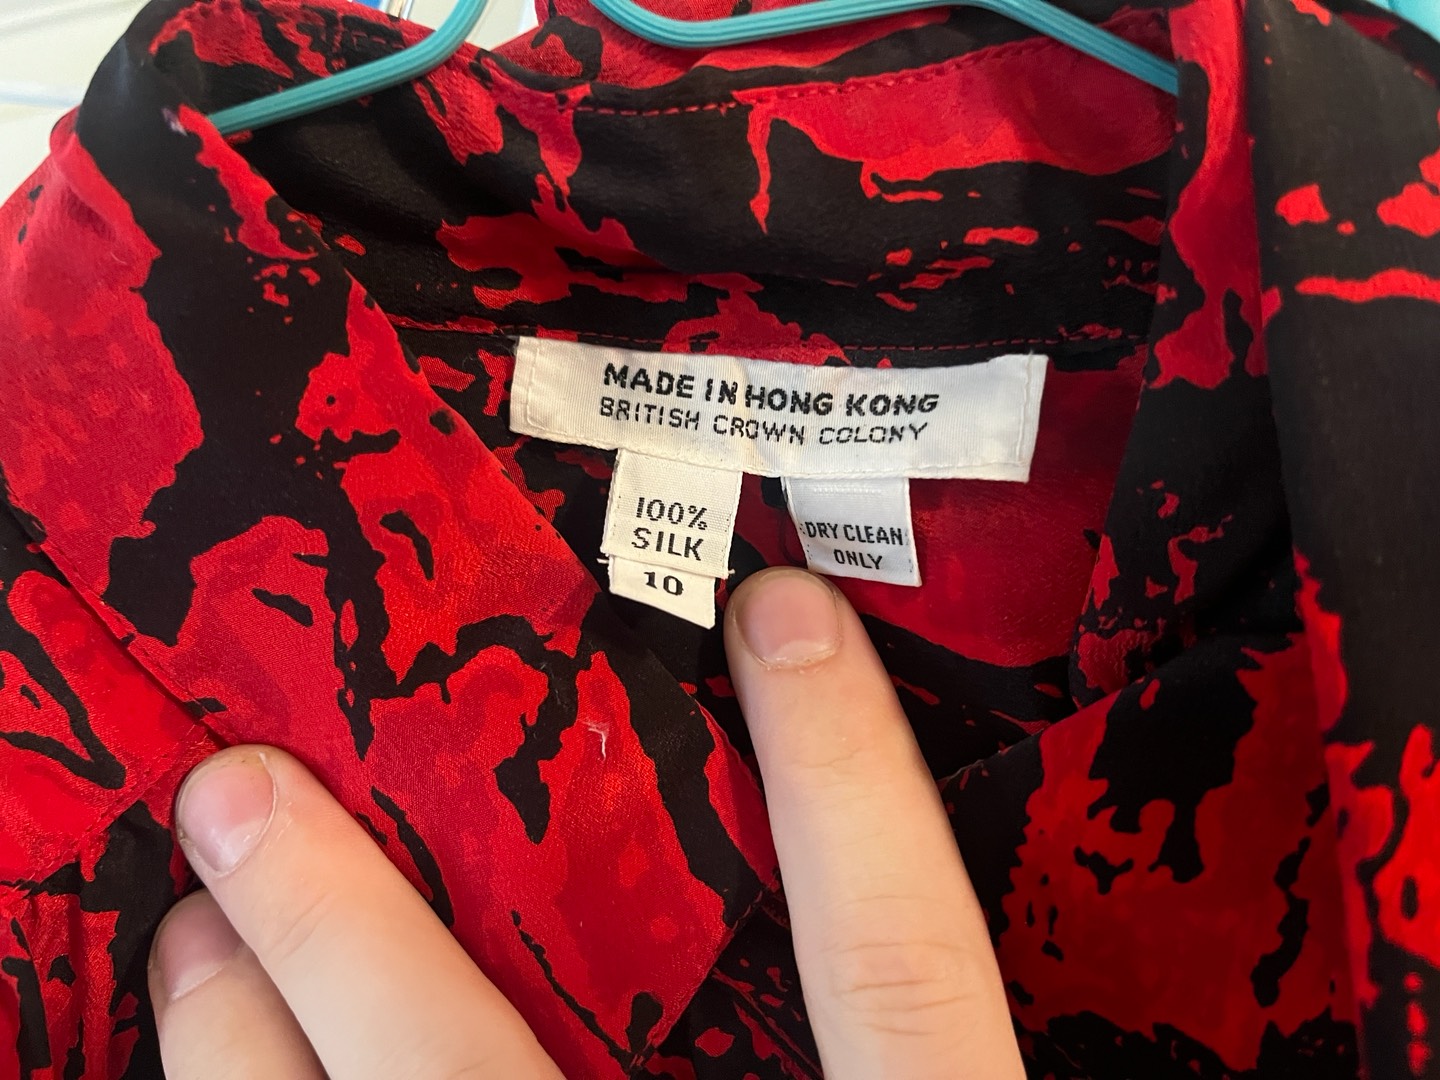 MADE IN HONG KONG
BRITISH CROWN COLONY
100%
SILK
10
DRY CLEAN
ONLY